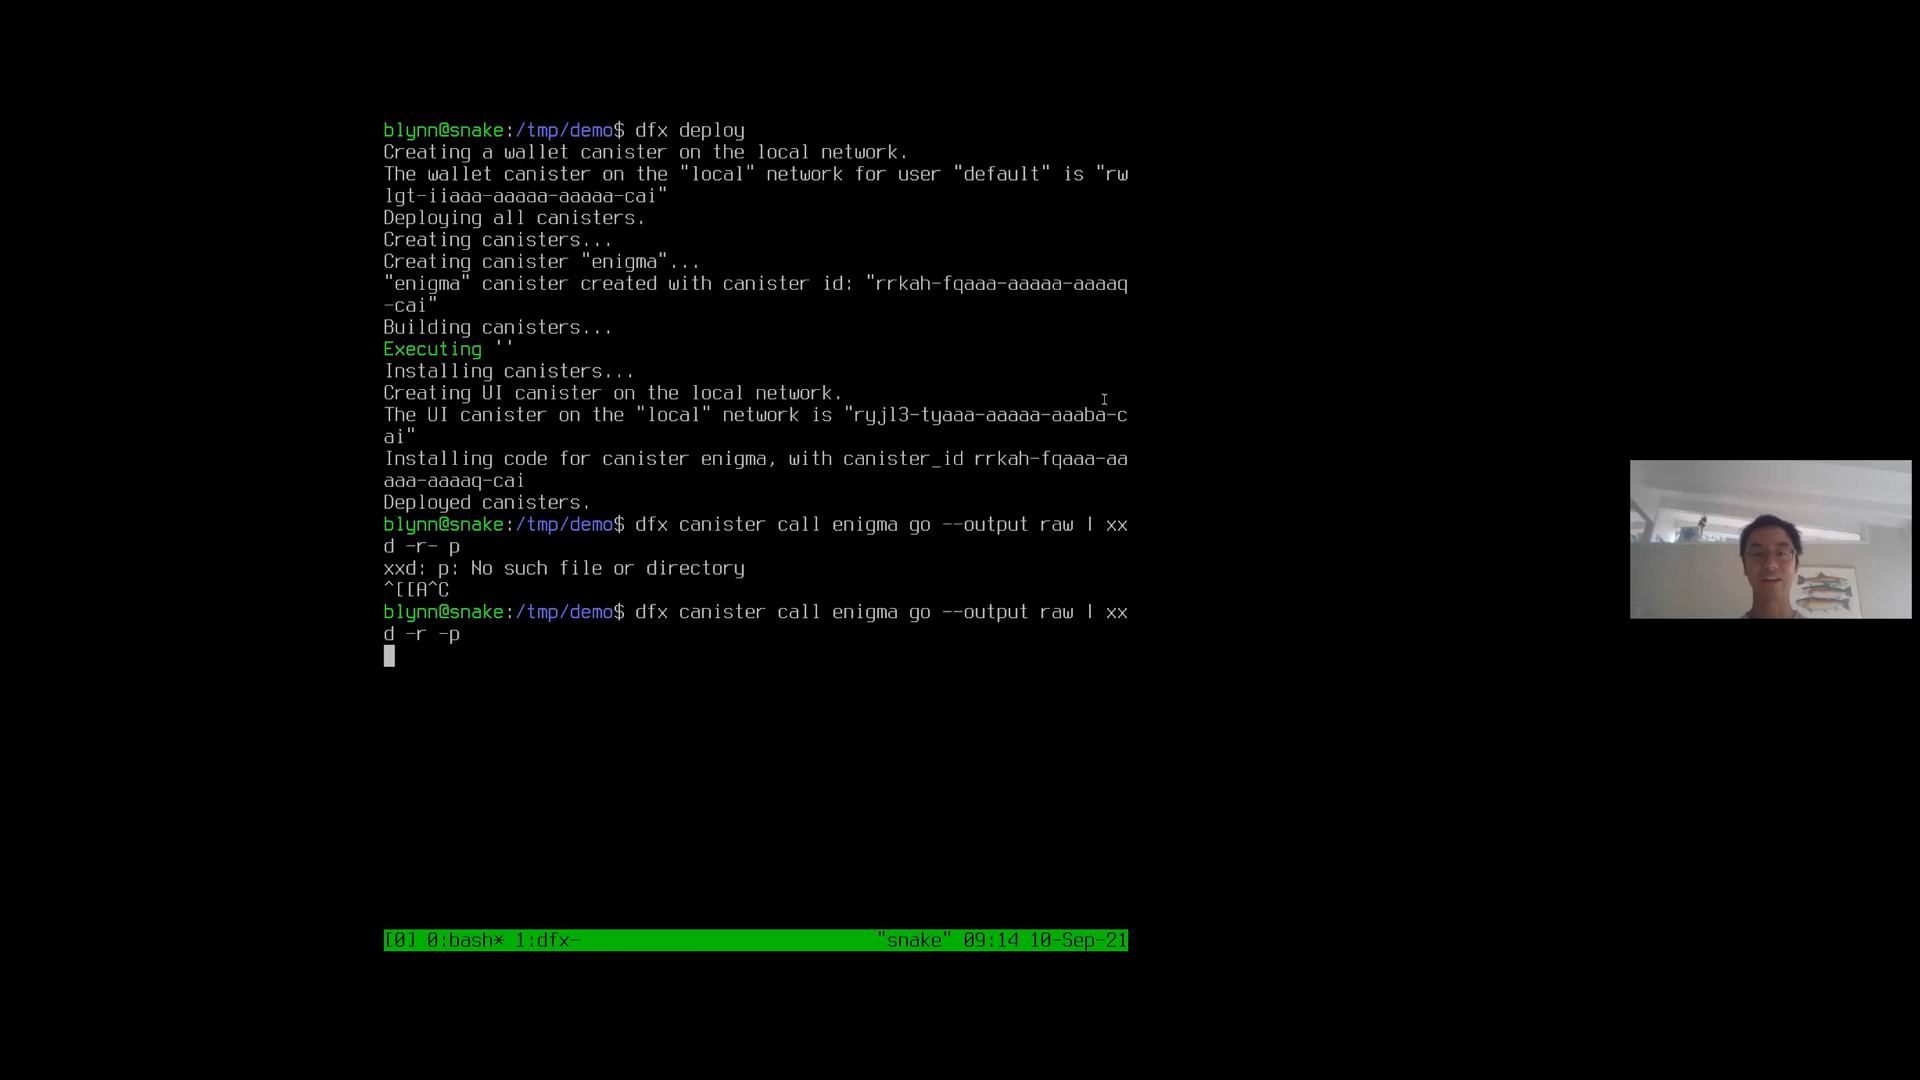 blynn@snake:/tmp/demo$ dfx deploy
Creating a wallet canister on the local network.
The wallet canister on the "local" network for user "default" is "rw
lgt-iiaaa-aaaaa-aaaaa-cai"
Deploying all canisters.
Creating canisters...
Creating canister "enigma"...
"enigma" canister created with canister id: "rrkah-fqaaa-aaaaa-aaaaq
-cai"
Building canisters...
Executing ''
Installing canisters...
Creating UI canister on the local network.
The UI canister on the "local" network is "ryjl3-tyaaa-aaaaa-aaaba-c
ai"
Installing code for canister enigma, with canister_id rrkah-fqaaa-aa
aaa-aaaaq-cai
Deployed canisters.
blynn@snake:/tmp/demo$ dfx canister call enigma go --output raw | xx
d -r- p
xxd: p: No such file or directory
^[[A^C
blynn@snake:/tmp/demo$ dfx canister call enigma go --output raw | xx
d -r -p
[0] 0:bash* 1:dfx- "snake" 09:14 10-Sep-21